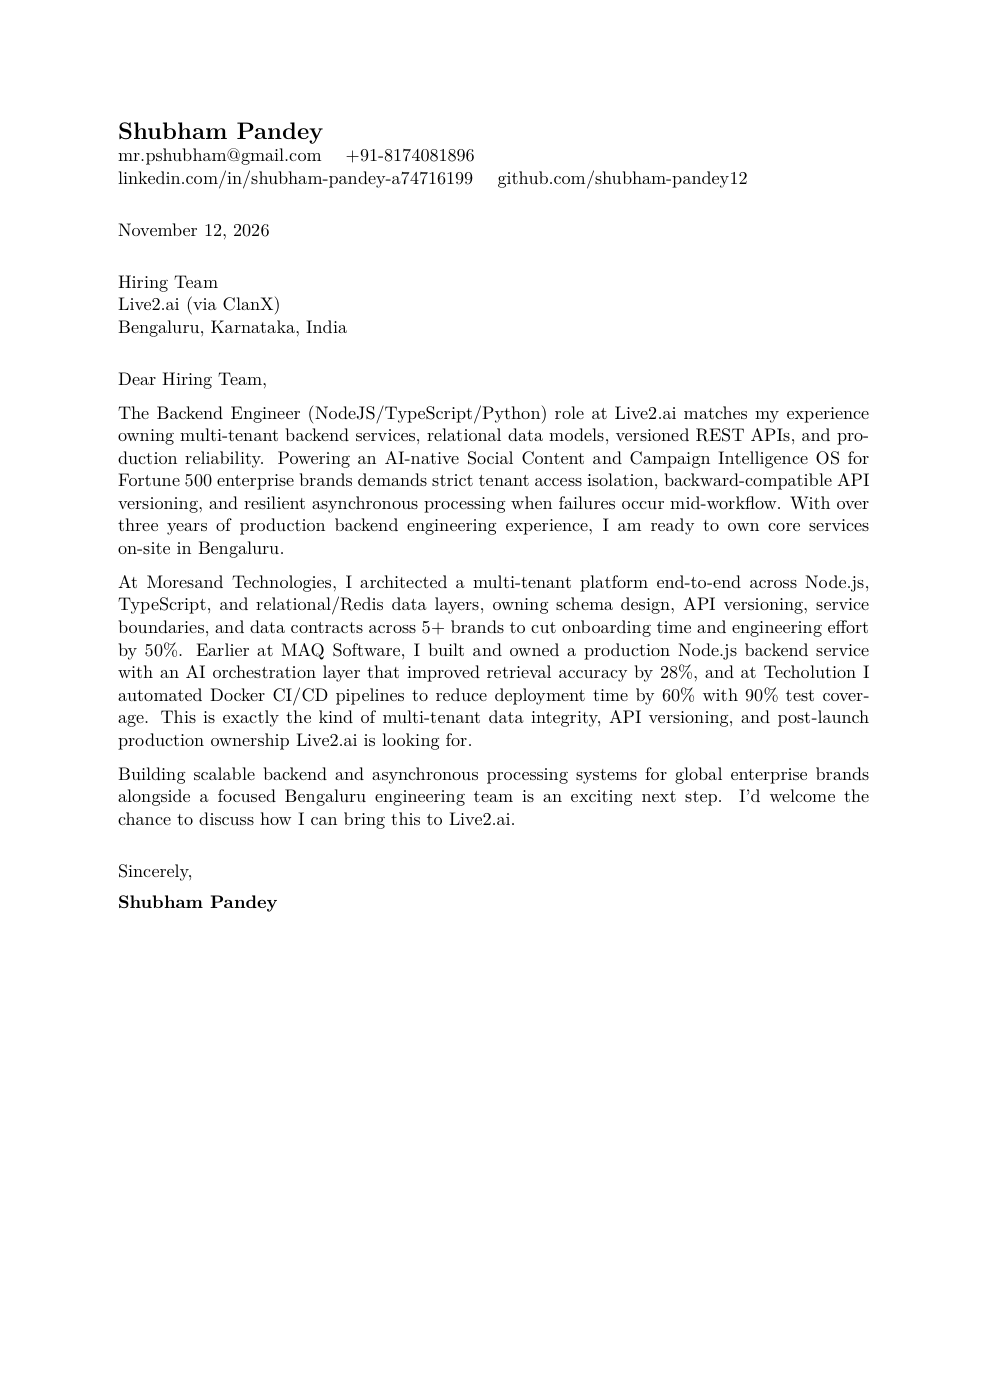 Shubham Pandey
mr.pshubham@gmail.com +91-8174081896
linkedin.com/in/shubham-pandey-a74716199 github.com/shubham-pandey12
November 12, 2026
Hiring Team
Live2.ai (via ClanX)
Bengaluru, Karnataka, India
Dear Hiring Team,
The Backend Engineer (NodeJS/TypeScript/Python) role at Live2.ai matches my experience
owning multi-tenant backend services, relational data models, versioned REST APIs, and pro-
duction reliability. Powering an AI-native Social Content and Campaign Intelligence OS for
Fortune 500 enterprise brands demands strict tenant access isolation, backward-compatible API
versioning, and resilient asynchronous processing when failures occur mid-workflow. With over
three years of production backend engineering experience, I am ready to own core services
on-site in Bengaluru.
At Moresand Technologies, I architected a multi-tenant platform end-to-end across Node.js,
TypeScript, and relational/Redis data layers, owning schema design, API versioning, service
boundaries, and data contracts across 5+ brands to cut onboarding time and engineering effort
by 50%. Earlier at MAQ Software, I built and owned a production Node.js backend service
with an AI orchestration layer that improved retrieval accuracy by 28%, and at Techolution I
automated Docker CI/CD pipelines to reduce deployment time by 60% with 90% test cover-
age. This is exactly the kind of multi-tenant data integrity, API versioning, and post-launch
production ownership Live2.ai is looking for.
Building scalable backend and asynchronous processing systems for global enterprise brands
alongside a focused Bengaluru engineering team is an exciting next step. I'd welcome the
chance to discuss how I can bring this to Live2.ai.
Sincerely,
Shubham Pandey